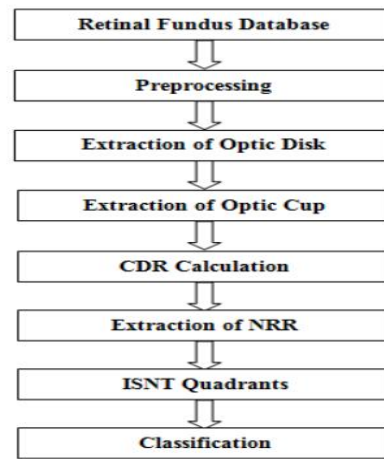 Retinal Fundus Database
Preprocessing
Extraction of Optic Disk
Extraction of Optic Cup
CDR Calculation
Extraction of NRR
ISNT Quadrants
Classification